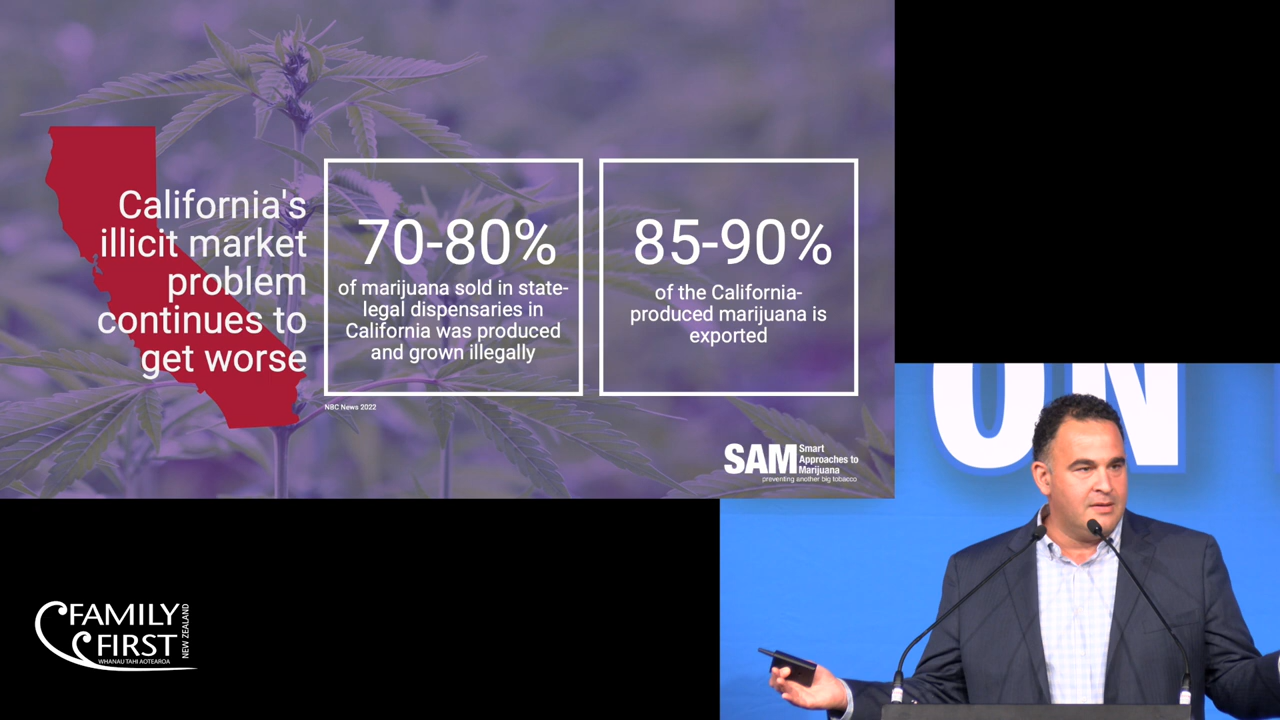 California's
illicit market
problem
continues to
get worse
70-80%
of marijuana sold in state-
legal dispensaries in
California was produced
and grown illegally
85-90%
of the California-
produced marijuana is
exported
NBC News 2022
SAM
Smart
Approaches to
Marijuana
preventing another big tobacco
ON
FAMILY
FIRST
NEW ZEALAND
WHANAU TAHI AOTEAROA